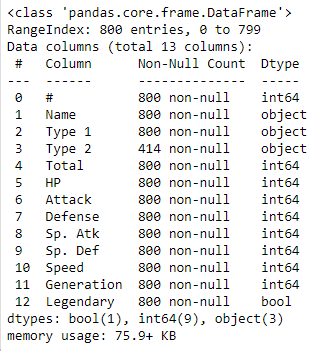 <class 'pandas.core.frame.DataFrame'>
RangeIndex: 800 entries, 0 to 799
Data columns (total 13 columns):
 #   Column      Non-Null Count  Dtype
---  ------      --------------  -----
 0   #           800 non-null    int64
 1   Name        800 non-null    object
 2   Type 1      800 non-null    object
 3   Type 2      414 non-null    object
 4   Total       800 non-null    int64
 5   HP          800 non-null    int64
 6   Attack      800 non-null    int64
 7   Defense     800 non-null    int64
 8   Sp. Atk     800 non-null    int64
 9   Sp. Def     800 non-null    int64
 10  Speed       800 non-null    int64
 11  Generation  800 non-null    int64
 12  Legendary   800 non-null    bool
dtypes: bool(1), int64(9), object(3)
memory usage: 75.9+ KB